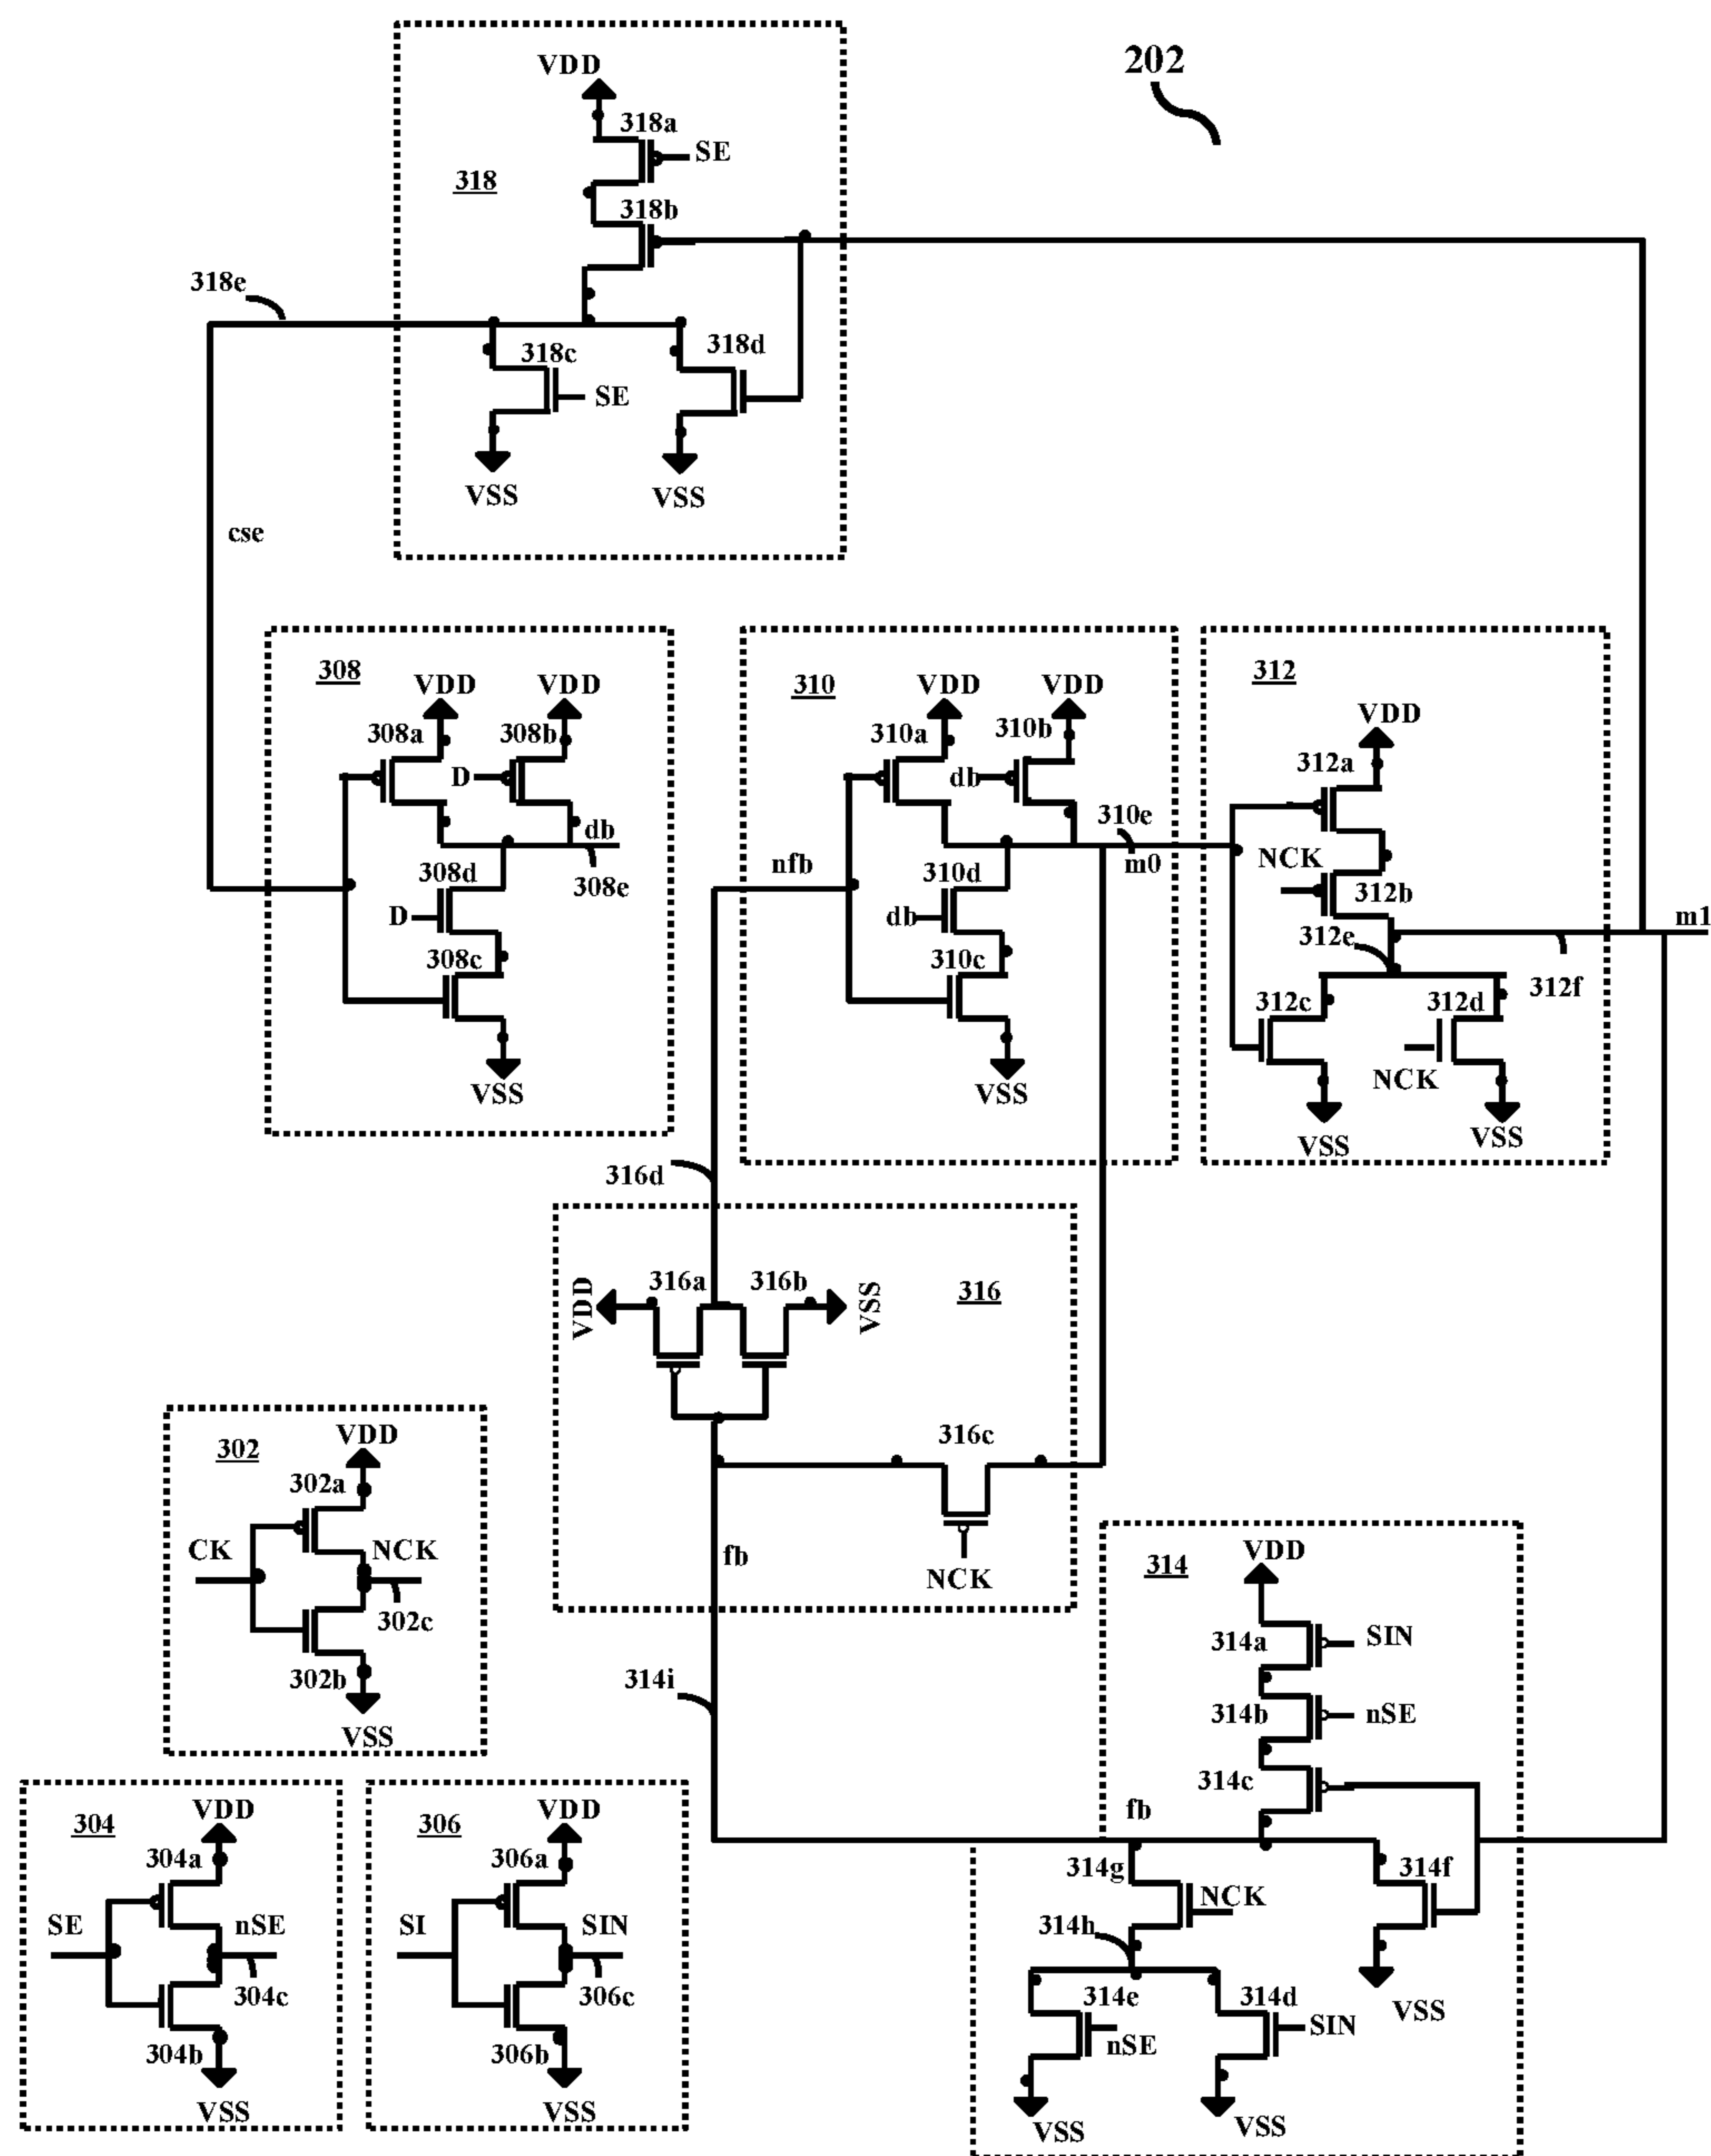 202
VDD
318a
SE
318
318b
318e
318c
318d
SE
VSS
VSS
cse
308
VDD
VDD
308a
308b
D
db
308d
308e
D
308c
VSS
310
VDD
VDD
310a
310b
db
310e
nfb
310d
m0
db
310c
VSS
312
VDD
312a
NCK
312b
m1
312e
312c
312d
312f
NCK
VSS
VSS
316d
VDD
316a
316b
VSS
316
316c
fb
NCK
302
VDD
302a
CK
NCK
302c
302b
VSS
314i
314
VDD
314a
SIN
314b
nSE
314c
fb
314g
314f
NCK
314h
314e
314d
nSE
SIN
VSS
VSS
VSS
304
VDD
304a
SE
nSE
304c
304b
VSS
306
VDD
306a
SI
SIN
306c
306b
VSS